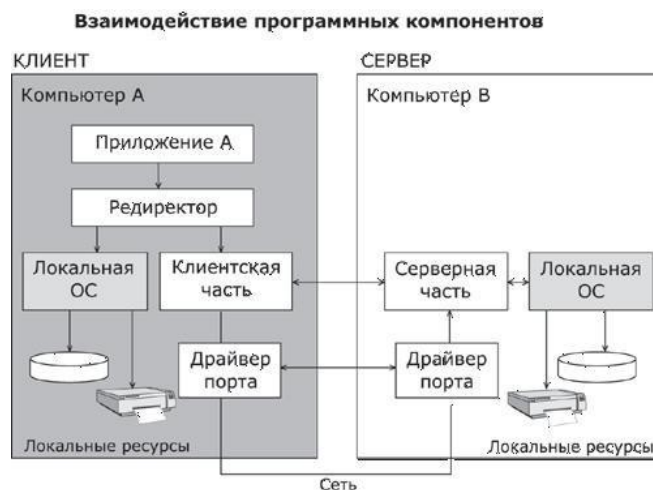 Взаимодействие программных компонентов
КЛИЕНТ
Компьютер А
Приложение А
Редиректор
Локальная
ОС
Клиентская
часть
Драйвер
порта
Локальные ресурсы
СЕРВЕР
Компьютер В
Серверная
часть
Локальная
ОС
Драйвер
порта
Локальные ресурсы
Сеть